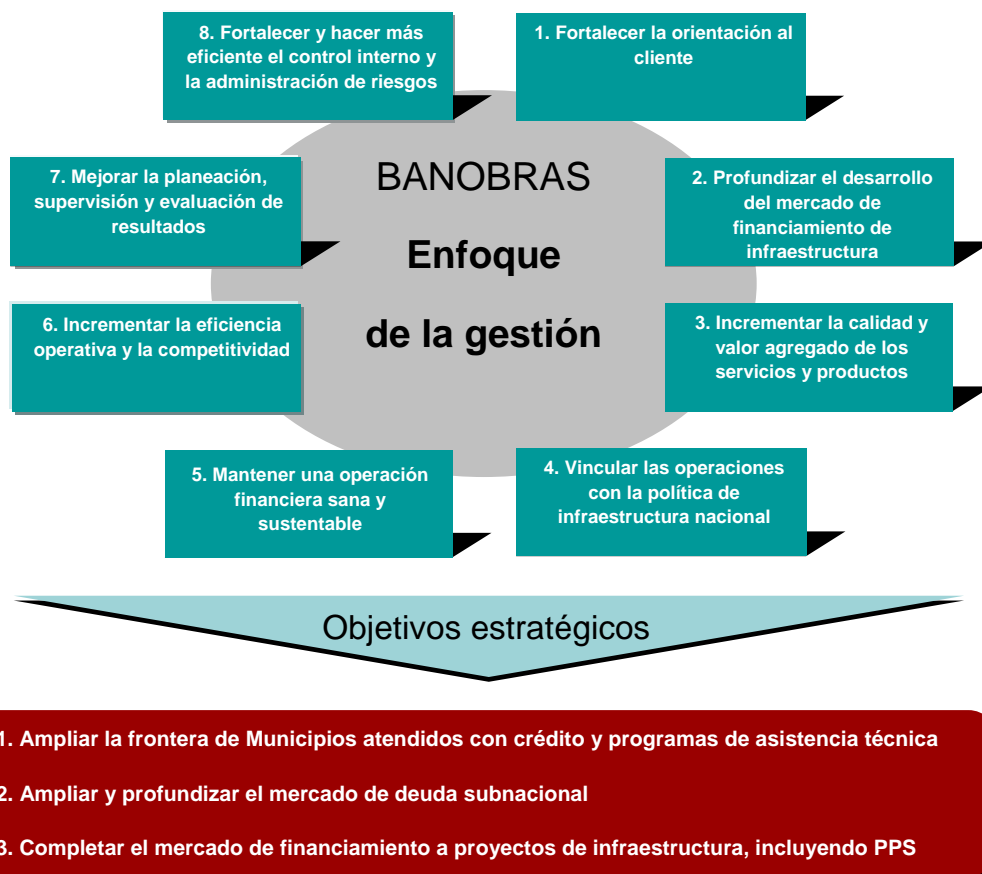 8. Fortalecer y hacer más
eficiente el control interno y
la administración de riesgos
1. Fortalecer la orientación al
cliente
BANOBRAS
Enfoque
de la gestión
7. Mejorar la planeación,
supervisión y evaluación de
resultados
2. Profundizar el desarrollo
del mercado de
financiamiento de
infraestructura
6. Incrementar la eficiencia
operativa y la competitividad
3. Incrementar la calidad y
valor agregado de los
servicios y productos
5. Mantener una operación
financiera sana y
sustentable
4. Vincular las operaciones
con la política de
infraestructura nacional
Objetivos estratégicos
1. Ampliar la frontera de Municipios atendidos con crédito y programas de asistencia técnica
2. Ampliar y profundizar el mercado de deuda subnacional
3. Completar el mercado de financiamiento a proyectos de infraestructura, incluyendo PPS